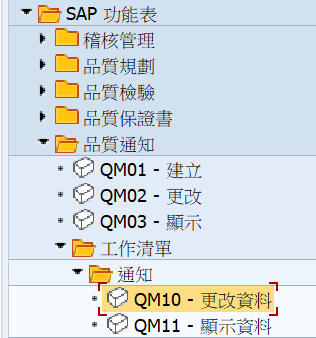 SAP 功能表
稽核管理
品質規劃
品質檢驗
品質保證書
品質通知
QM01 - 建立
QM02 - 更改
QM03 - 顯示
工作清單
通知
QM10 - 更改資料
QM11 - 顯示資料